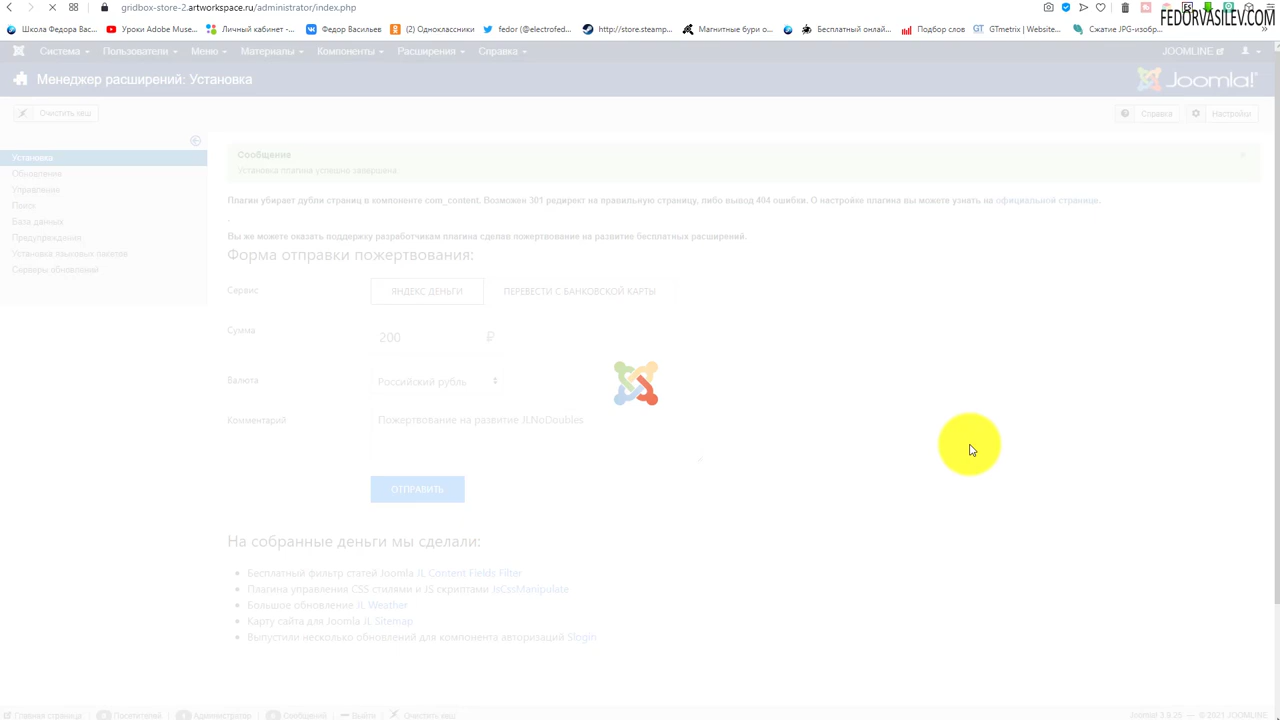 gridbox-store-2.artworkspace.ru/administrator/index.php
FEDORVASILEV.COM
Школа Федора Вас...
Уроки Adobe Muse...
Личный кабинет -...
Федор Васильев
(2) Одноклассники
fedor (@electrofed...
http://store.steamp...
Магнитные буры о...
Бесплатный онлай...
Подбор слов
GTmetrix | Website...
Сжатие JPG-изобр...
Система
Пользователи
Меню
Материалы
Компоненты
Расширения
Справка
JOOMLINE
Менеджер расширений: Установка
Joomla!
Очистить кэш
Справка
Настройки
Установка
Обновление
Управление
Поиск
База данных
Предупреждения
Установка языковых пакетов
Серверы обновлений
Сообщение
Установка плагина успешно завершена.
Плагин убирает дубли страниц в компоненте com_content. Возможен 301 редирект на правильную страницу, либо вывод 404 ошибки. О настройке плагина вы можете узнать на официальной странице.
.
Вы же можете оказать поддержку разработчикам плагина сделав пожертвование на развитие бесплатных расширений.
Форма отправки пожертвования:
Сервис
ЯНДЕКС ДЕНЬГИ
ПЕРЕВЕСТИ С БАНКОВСКОЙ КАРТЫ
Сумма
200 ₽
Валюта
Российский рубль
Комментарий
Пожертвование на развитие JLNoDoubles
ОТПРАВИТЬ
На собранные деньги мы сделали:
Бесплатный фильтр статей Joomla JL Content Fields Filter
Плагина управления CSS стилями и JS скриптами JsCssManipulate
Большое обновление JL Weather
Карту сайта для Joomla JL Sitemap
Выпустили несколько обновлений для компонента авторизаций Slogin
Главная страница
Посетителей
Администратор
Сообщений
Выйти
Очистить кэш
Joomla! 3.9.25 — © 2021 JOOMLINE